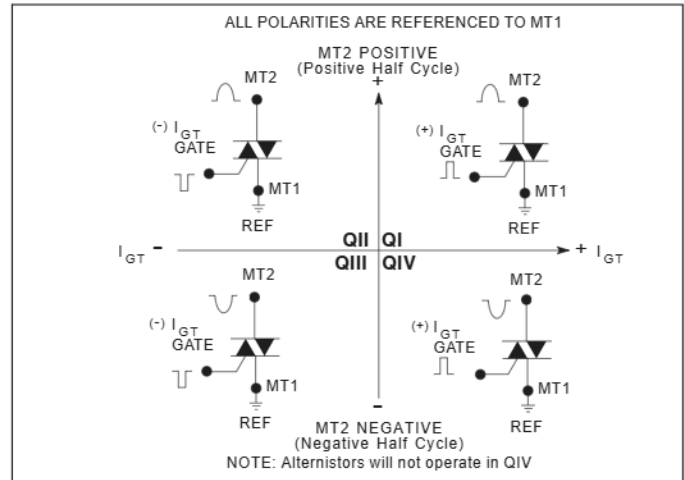 ALL POLARITIES ARE REFERENCED TO MT1
MT2 POSITIVE
(Positive Half Cycle)
+
MT2
(-) IGT
GATE
MT1
REF
MT2
(+) IGT
GATE
MT1
REF
IGT -
QII QI
QIII QIV
+ IGT
MT2
(-) IGT
GATE
MT1
REF
MT2
(+) IGT
GATE
MT1
REF
-
MT2 NEGATIVE
(Negative Half Cycle)
NOTE: Alternistors will not operate in QIV